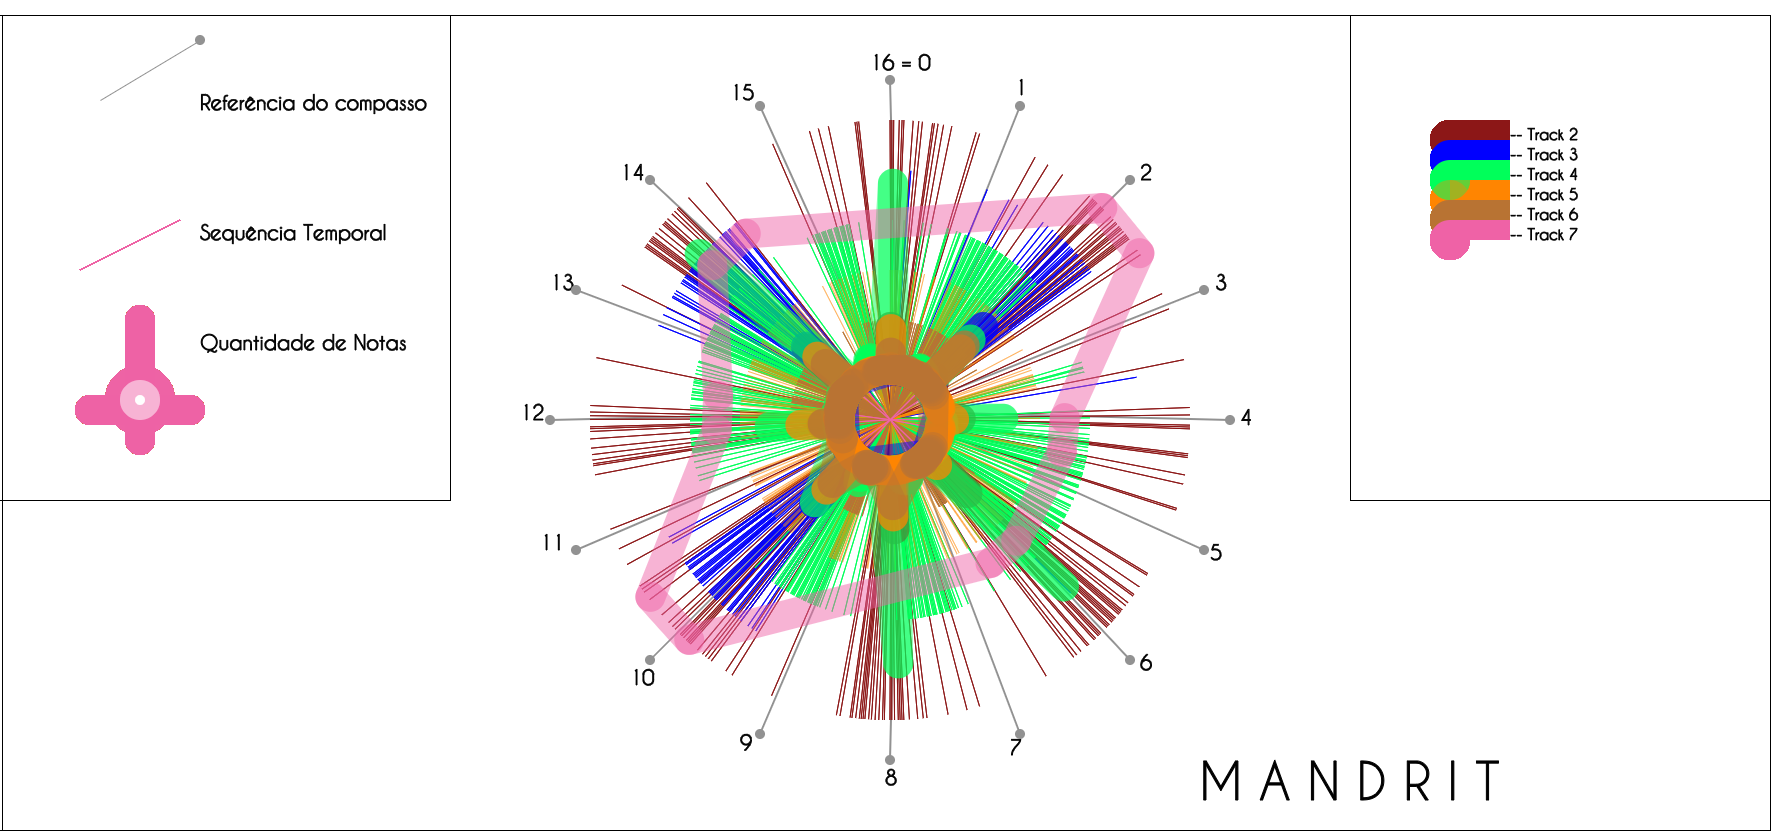 Referência do compasso
Sequência Temporal
Quantidade de Notas
16 = 0
1
2
3
4
5
6
7
8
9
10
11
12
13
14
15
-- Track 2
-- Track 3
-- Track 4
-- Track 5
-- Track 6
-- Track 7
MANDRIT